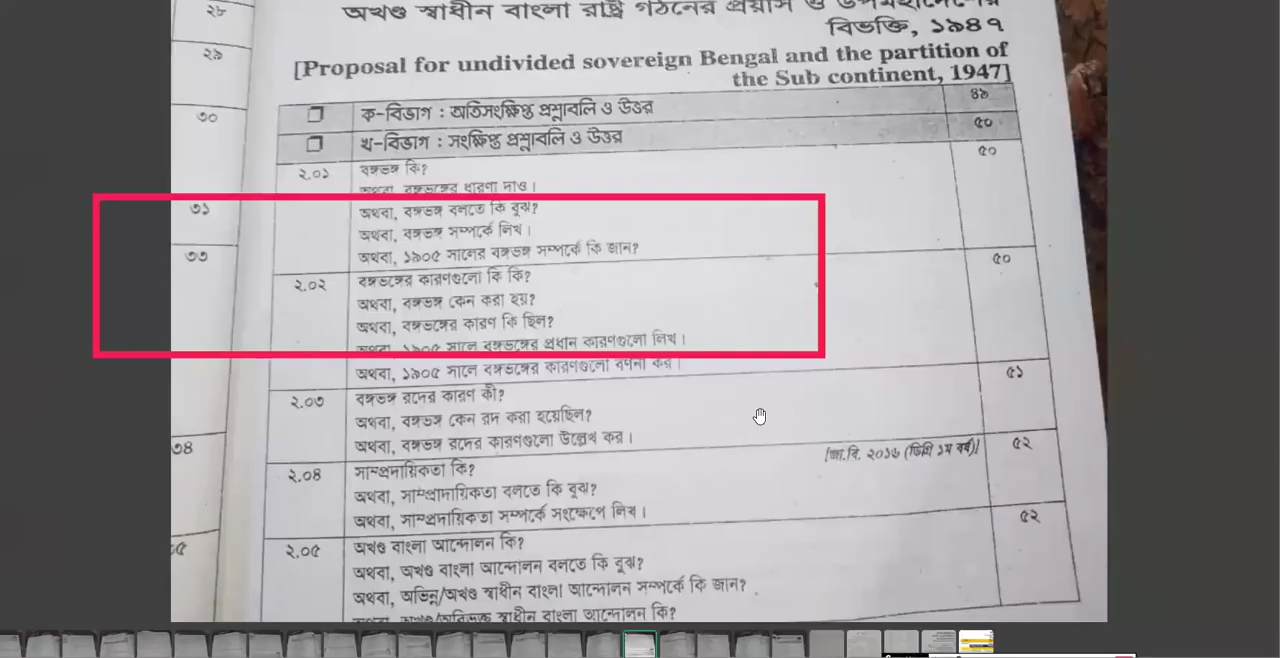 ২৮
২৯
৩০
৩১
৩৩
৩৪
অখণ্ড স্বাধীন বাংলা রাষ্ট্র গঠনের প্রয়াস ও উপমহাদেশের
বিভক্তি, ১৯৪৭
[Proposal for undivided sovereign Bengal and the partition of
the Sub continent, 1947]
ক-বিভাগ : অতিসংক্ষিপ্ত প্রশ্নাবলি ও উত্তর ৪৯
খ-বিভাগ : সংক্ষিপ্ত প্রশ্নাবলি ও উত্তর ৫০
২.০১ বঙ্গভঙ্গ কি? ৫০
অথবা, বঙ্গভঙ্গের ধারণা দাও।
অথবা, বঙ্গভঙ্গ বলতে কি বুঝ?
অথবা, বঙ্গভঙ্গ সম্পর্কে লিখ।
অথবা, ১৯০৫ সালের বঙ্গভঙ্গ সম্পর্কে কি জান?
২.০২ বঙ্গভঙ্গের কারণগুলো কি কি? ৫০
অথবা, বঙ্গভঙ্গ কেন করা হয়?
অথবা, বঙ্গভঙ্গের কারণ কি ছিল?
অথবা, ১৯০৫ সালে বঙ্গভঙ্গের প্রধান কারণগুলো লিখ।
অথবা, ১৯০৫ সালে বঙ্গভঙ্গের কারণগুলো বর্ণনা কর।
২.০৩ বঙ্গভঙ্গ রদের কারণ কী? ৫১
অথবা, বঙ্গভঙ্গ কেন রদ করা হয়েছিল?
অথবা, বঙ্গভঙ্গ রদের কারণগুলো উল্লেখ কর।
২.০৪ সাম্প্রদায়িকতা কি? [জা.বি. ২০১৬ (ডিগ্রি ১ম বর্ষ)] ৫২
অথবা, সাম্প্রদায়িকতা বলতে কি বুঝ?
অথবা, সাম্প্রদায়িকতা সম্পর্কে সংক্ষেপে লিখ।
২.০৫ অখণ্ড বাংলা আন্দোলন কি? ৫২
অথবা, অখণ্ড বাংলা আন্দোলন বলতে কি বুঝ?
অথবা, অভিন্ন/অখণ্ড স্বাধীন বাংলা আন্দোলন সম্পর্কে কি জান?
অথবা, অখণ্ড/অবিভক্ত স্বাধীন বাংলা আন্দোলন কি?